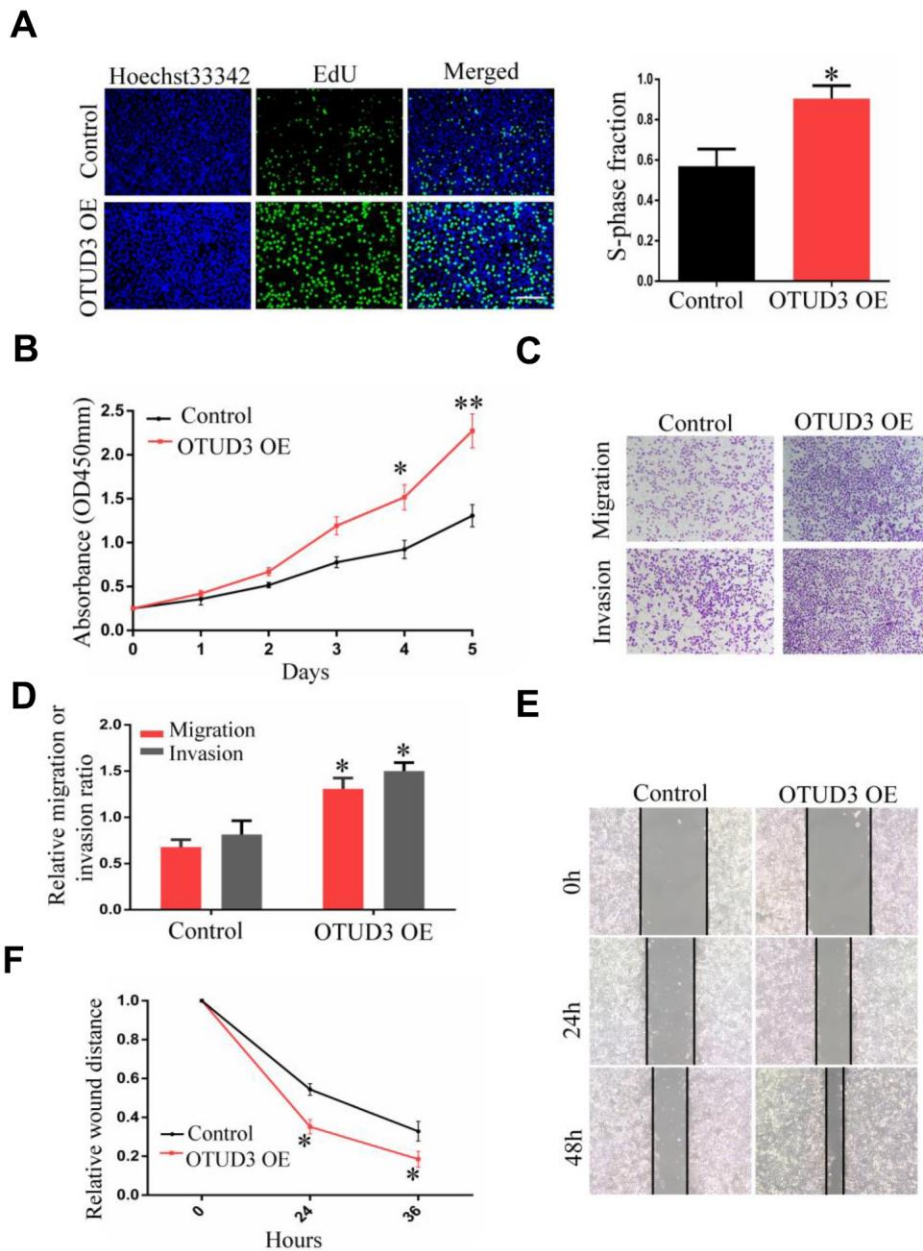 A
Hoechst33342 EdU Merged
Control
OTUD3 OE
S-phase fraction
1.0
0.8
0.6
0.4
0.2
0.0
*
Control OTUD3 OE
B
Absorbance (OD450mm)
2.5
2.0
1.5
1.0
0.5
0.0
Control
OTUD3 OE
*
**
0 1 2 3 4 5
Days
C
Control OTUD3 OE
Migration
Invasion
D
Relative migration or
invasion ratio
2.0
1.5
1.0
0.5
0.0
Migration
Invasion
* *
Control OTUD3 OE
E
Control OTUD3 OE
0h
24h
48h
F
Relative wound distance
1.0
0.8
0.6
0.4
0.2
0.0
Control
OTUD3 OE
*
*
0 24 36
Hours